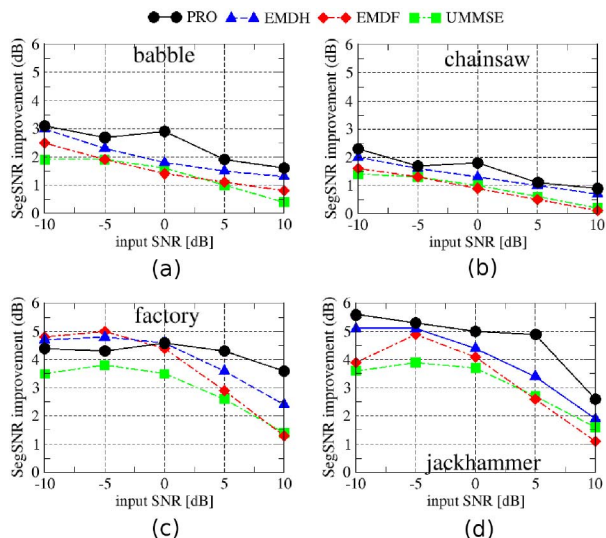 PRO EMDH EMDF UMMSE
SegSNR improvement (dB)
6
5
4
3
2
1
0
babble
-10 -5 0 5 10
input SNR [dB]
(a)
SegSNR improvement (dB)
6
5
4
3
2
1
0
chainsaw
-10 -5 0 5 10
input SNR [dB]
(b)
SegSNR improvement (dB)
6
5
4
3
2
1
0
factory
-10 -5 0 5 10
input SNR [dB]
(c)
SegSNR improvement (dB)
6
5
4
3
2
1
0
jackhammer
-10 -5 0 5 10
input SNR [dB]
(d)